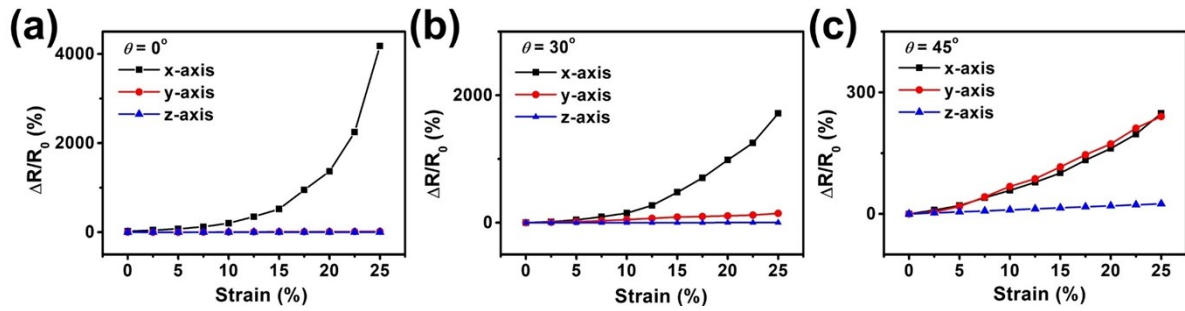 (a)
θ = 0°
x-axis
y-axis
z-axis
4000
2000
0
ΔR/R₀ (%)
0 5 10 15 20 25
Strain (%)
(b)
θ = 30°
x-axis
y-axis
z-axis
2000
0
ΔR/R₀ (%)
0 5 10 15 20 25
Strain (%)
(c)
θ = 45°
x-axis
y-axis
z-axis
300
0
ΔR/R₀ (%)
0 5 10 15 20 25
Strain (%)